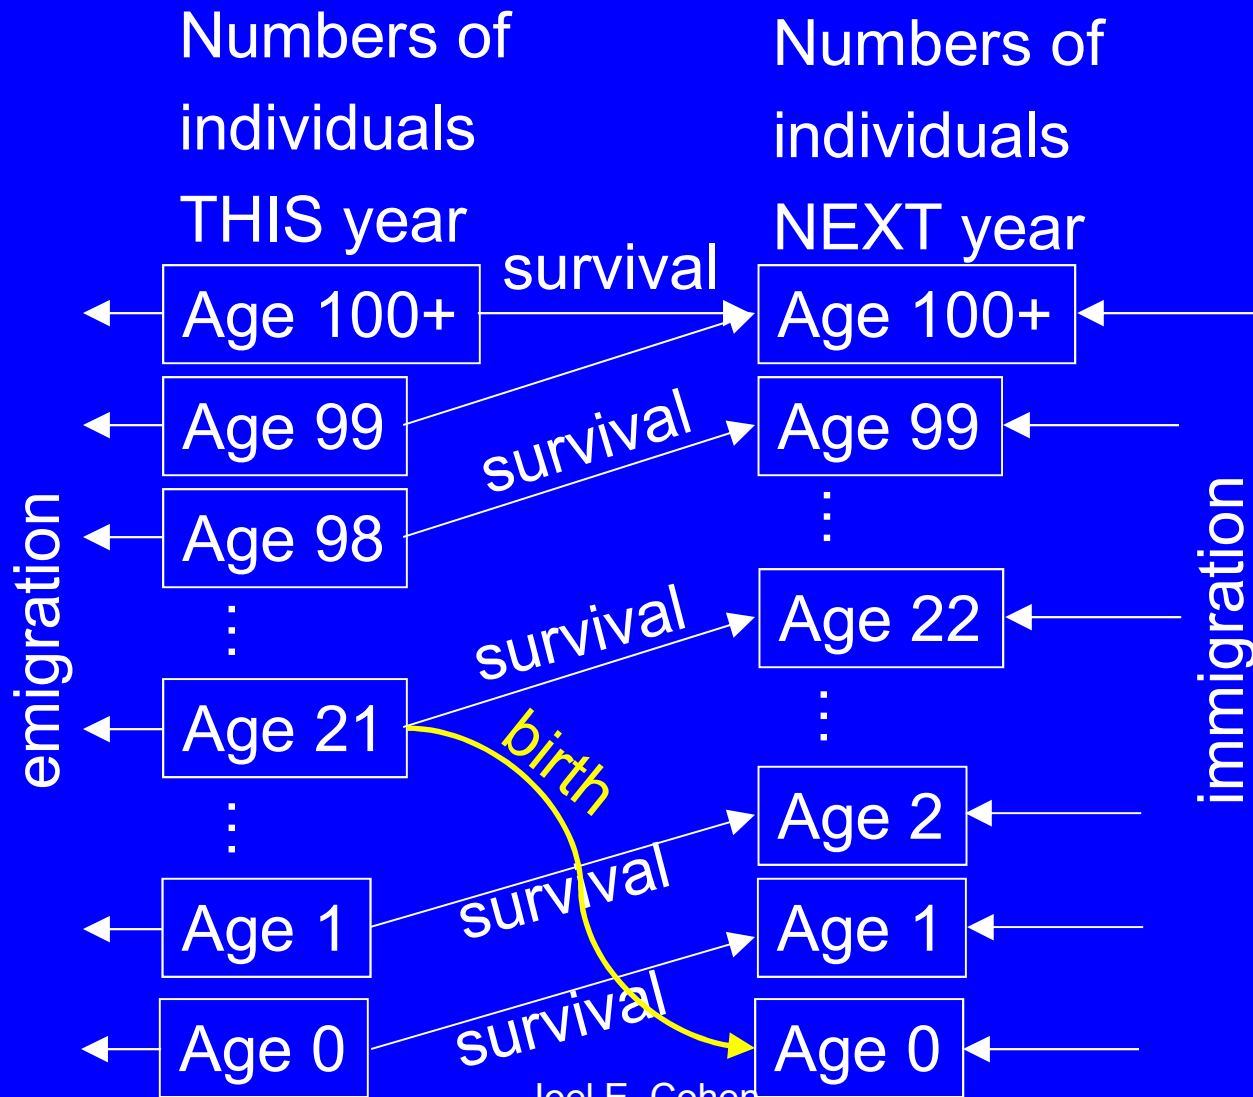 Numbers of
individuals
THIS year
Numbers of
individuals
NEXT year
survival
Age 100+
Age 100+
Age 99
survival
Age 99
⋮
Age 98
emigration
immigration
⋮
survival
Age 22
Age 21
birth
⋮
⋮
Age 2
survival
Age 1
Age 1
survival
Age 0
Age 0
Joel E. Cohen